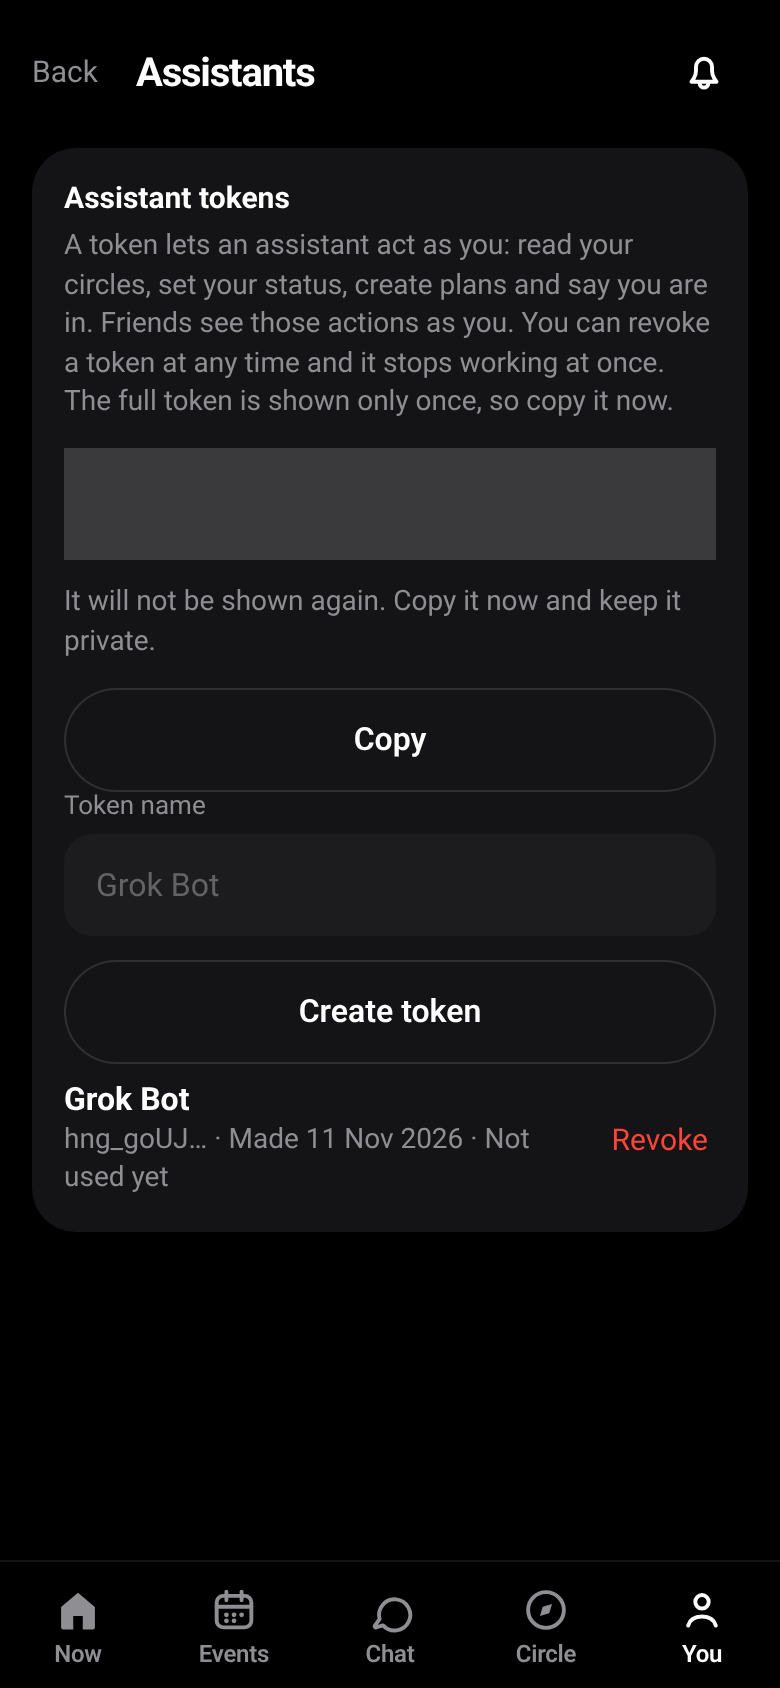 Back Assistants
Assistant tokens
A token lets an assistant act as you: read your
circles, set your status, create plans and say you are
in. Friends see those actions as you. You can revoke
a token at any time and it stops working at once.
The full token is shown only once, so copy it now.
It will not be shown again. Copy it now and keep it
private.
Copy
Token name
Grok Bot
Create token
Grok Bot
hng_goUJ... · Made 11 Nov 2026 · Not
used yet
Revoke
Now Events Chat Circle You